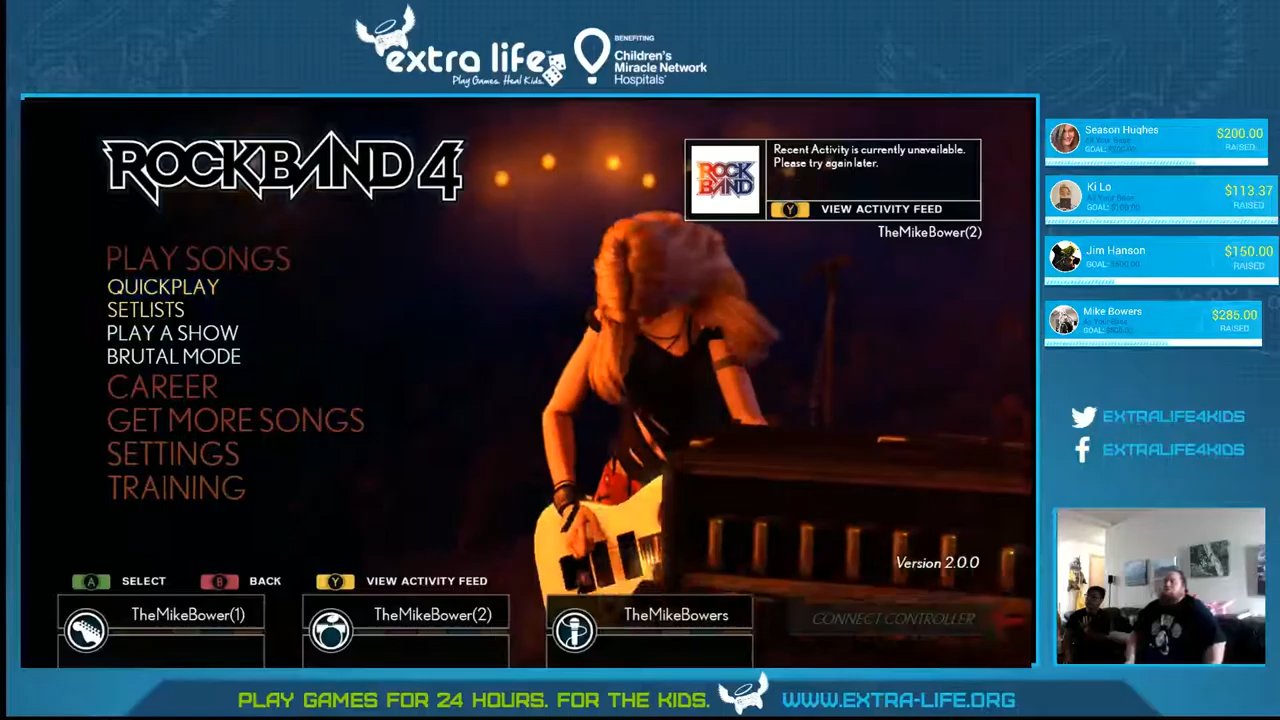 extra life
Play Games. Heal Kids.
BENEFITING
Children's
Miracle Network
Hospitals
ROCKBAND 4
Recent Activity is currently unavailable.
Please try again later.
ROCK
BAND
Y VIEW ACTIVITY FEED
TheMikeBower(2)
PLAY SONGS
QUICKPLAY
SETLISTS
PLAY A SHOW
BRUTAL MODE
CAREER
GET MORE SONGS
SETTINGS
TRAINING
Version 2.0.0
A SELECT B BACK Y VIEW ACTIVITY FEED
TheMikeBower(1)
TheMikeBower(2)
TheMikeBowers
CONNECT CONTROLLER
Season Hughes
$200.00
RAISED
Ki Lo
$113.37
RAISED
Jim Hanson
$150.00
RAISED
Mike Bowers
$285.00
RAISED
EXTRALIFE4KIDS
EXTRALIFE4KIDS
PLAY GAMES FOR 24 HOURS. FOR THE KIDS. WWW.EXTRA-LIFE.ORG